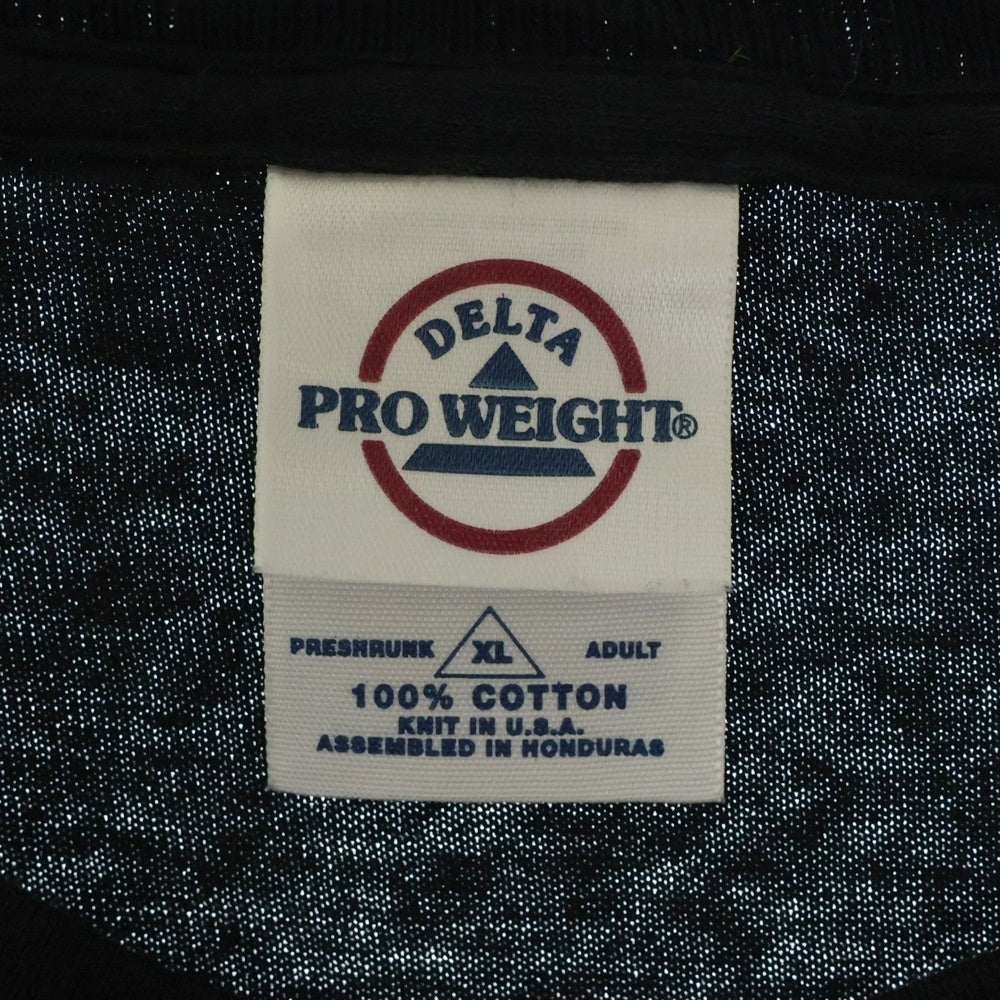 DELTA
PRO WEIGHT®
PRESHRUNK XL ADULT
100% COTTON
KNIT IN U.S.A.
ASSEMBLED IN HONDURAS